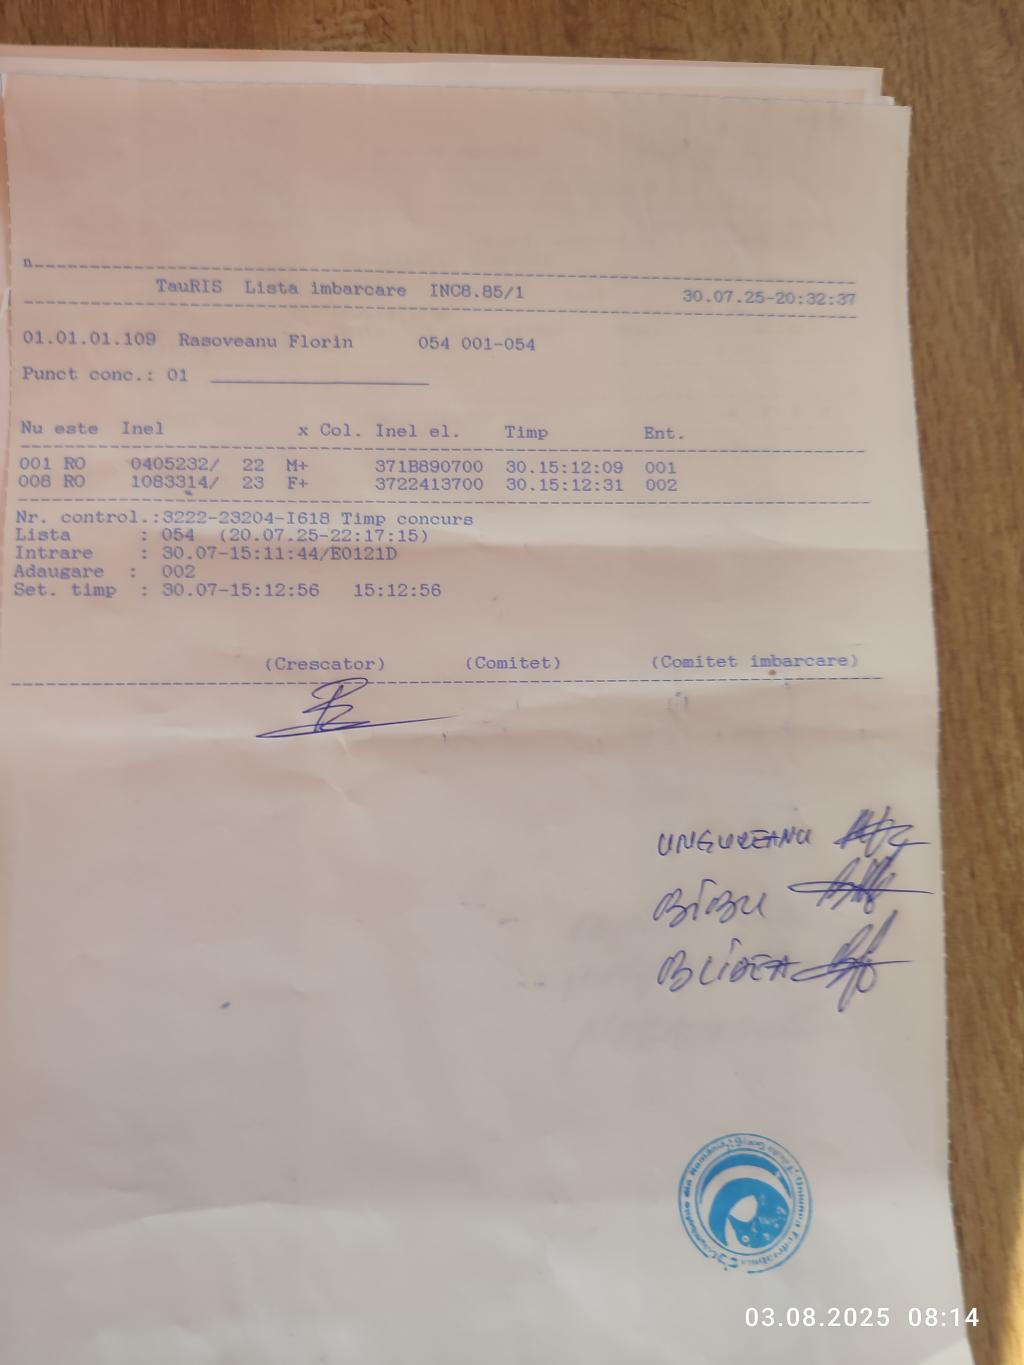 n
TauRIS Lista imbarcare INC8.85/1 30.07.25-20:32:37
01.01.01.109 Rasoveanu Florin 054 001-054
Punct conc.: 01
Nu este Inel x Col. Inel el. Timp Ent.
001 RO 0405232/ 22 M+ 371B890700 30.15:12:09 001
008 RO 1083314/ 23 F+ 3722413700 30.15:12:31 002
Nr. control.:3222-23204-I618 Timp concurs
Lista : 054 (20.07.25-22:17:15)
Intrare : 30.07-15:11:44/E0121D
Adaugare : 002
Set. timp : 30.07-15:12:56 15:12:56
(Crescator) (Comitet) (Comitet imbarcare)
UNGUREANU
BÎBU
BLÎDEA
03.08.2025 08:14